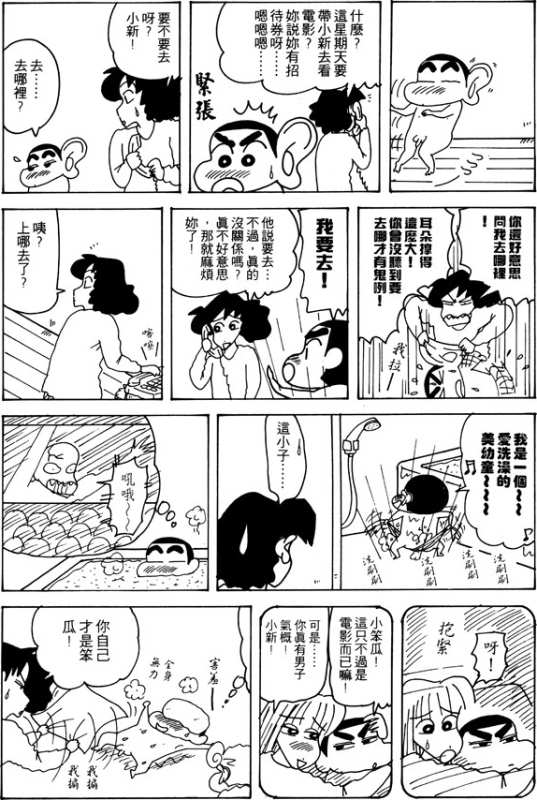 什麼?
這星期天要
帶小新去看
電影?
妳說妳有招
待券呀……
嗯嗯嗯……
緊張
要不要去
呀?
小新!
去……
去哪裡?
你還好意思
問我去哪裡
!
耳朵撐得
這麼大!
你會沒聽到要
去哪才有鬼咧!
我拉—
我要去!
他說要去…
不過,真的
沒關係嗎?
真不好意思
,那就麻煩
妳了!
咦?
上哪去了?
我是一個~
愛洗澡的
美幼童~~~
洗刷刷
洗刷刷
洗刷刷
洗刷刷
這小子……
吼哦~
呀!
抱緊
小笨瓜!
這只不過是
電影而已嘛!
可是……
你真有男子
氣概!
小新!
害羞—
全身
無力
你自己
才是笨
瓜!
我搧
我搧